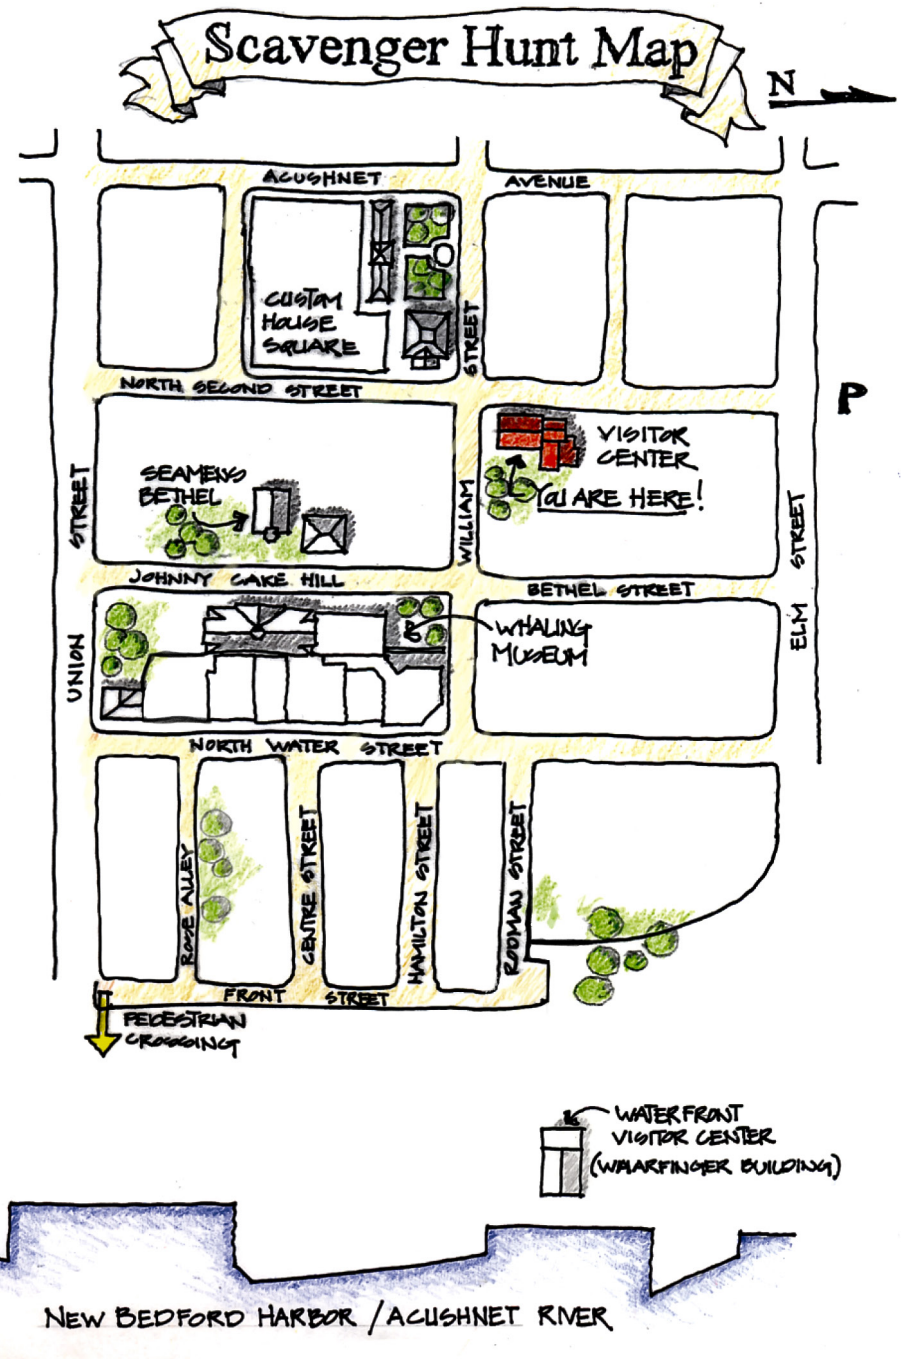 Scavenger Hunt Map
N
ACUSHNET AVENUE
CUSTOM
HOUSE
SQUARE
STREET
NORTH SECOND STREET
P
VISITOR
CENTER
YOU ARE HERE!
SEAMENS
BETHEL
STREET
WILLIAM
STREET
JOHNNY CAKE HILL
BETHEL STREET
WHALING
MUSEUM
UNION
ELM
NORTH WATER STREET
ROSE ALLEY
CENTRE STREET
HAMILTON STREET
RODMAN STREET
FRONT STREET
PEDESTRIAN
CROSSING
WATERFRONT
VISITOR CENTER
(WHARFINGER BUILDING)
NEW BEDFORD HARBOR / ACUSHNET RIVER